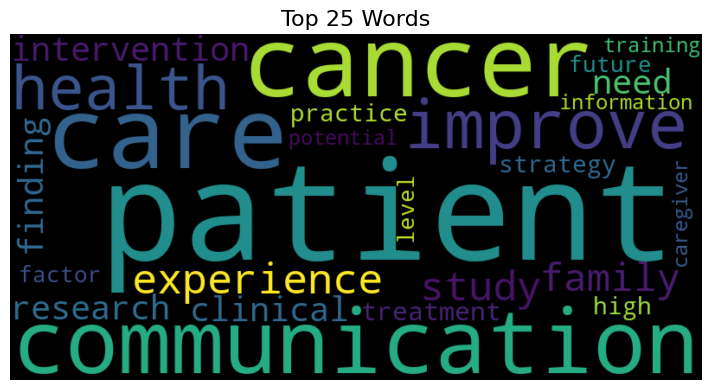 Top 25 Words
intervention
cancer
training
future
health
need
information
care
practice
improve
potential
strategy
finding
patient
level
caregiver
factor
experience
study
family
research
clinical
treatment
high
communication